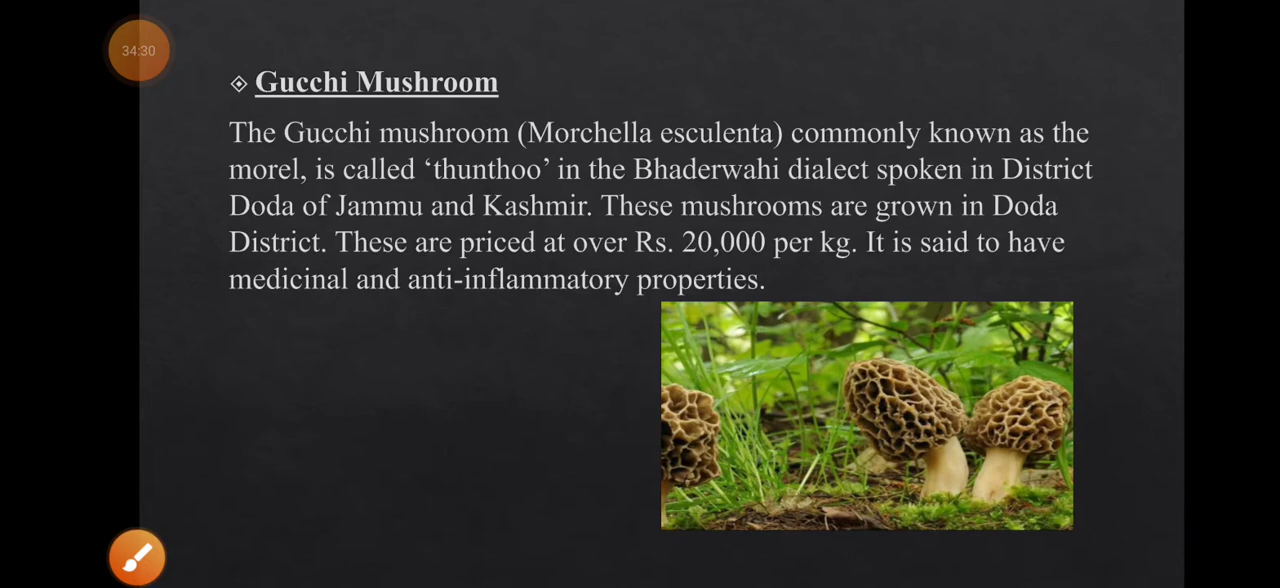 34:30
Gucchi Mushroom
The Gucchi mushroom (Morchella esculenta) commonly known as the
morel, is called ‘thunthoo’ in the Bhaderwahi dialect spoken in District
Doda of Jammu and Kashmir. These mushrooms are grown in Doda
District. These are priced at over Rs. 20,000 per kg. It is said to have
medicinal and anti-inflammatory properties.